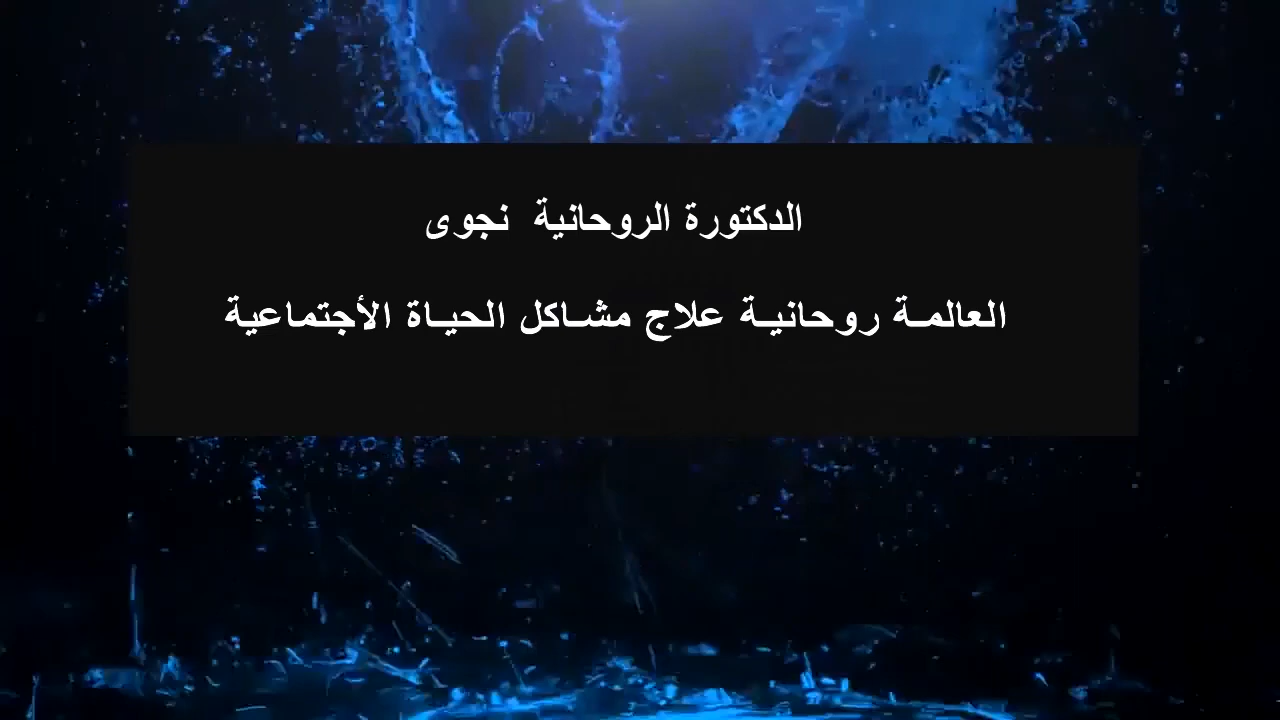 الدكتورة الروحانية نجوى
العالمـة روحانيـة علاج مشـاكل الحيـاة الأجتماعية